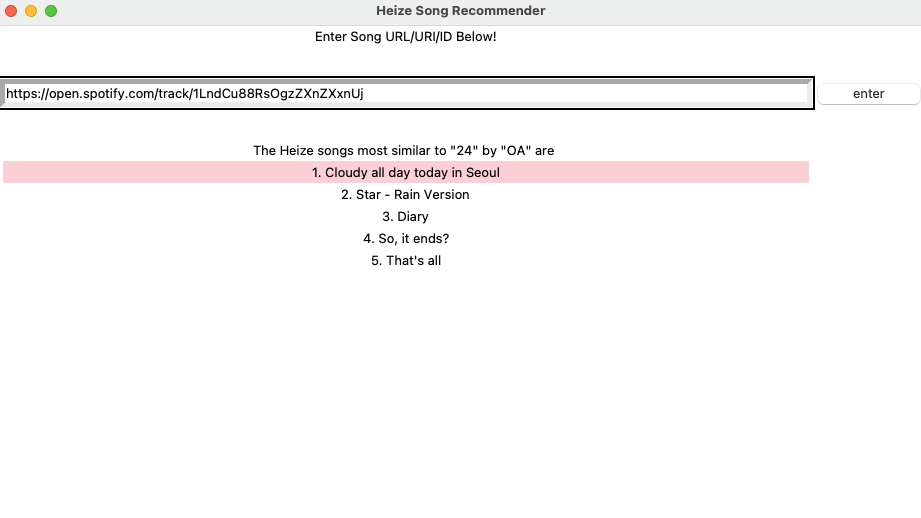 Heize Song Recommender
Enter Song URL/URI/ID Below!
https://open.spotify.com/track/1LndCu88RsOgzZXnZXxnUj
enter
The Heize songs most similar to "24" by "OA" are
1. Cloudy all day today in Seoul
2. Star - Rain Version
3. Diary
4. So, it ends?
5. That's all